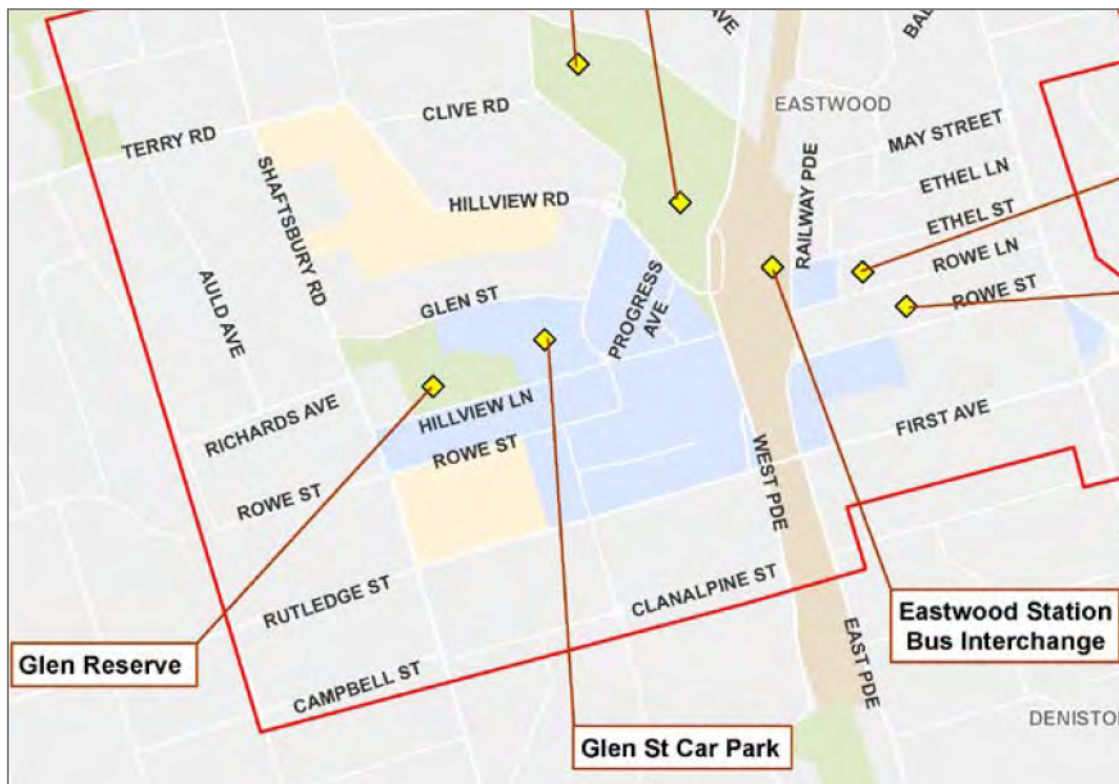 AVE
BAL
EASTWOOD
CLIVE RD
MAY STREET
TERRY RD
ETHEL LN
SHAFTSBURY RD
HILLVIEW RD
RAILWAY PDE
ETHEL ST
ROWE LN
AULD AVE
GLEN ST
PROGRESS
AVE
ROWE ST
HILLVIEW LN
RICHARDS AVE
FIRST AVE
ROWE ST
ROWE ST
WEST PDE
RUTLEDGE ST
CLANALPINE ST
Eastwood Station
Bus Interchange
Glen Reserve
EAST PDE
CAMPBELL ST
DENISTO
Glen St Car Park